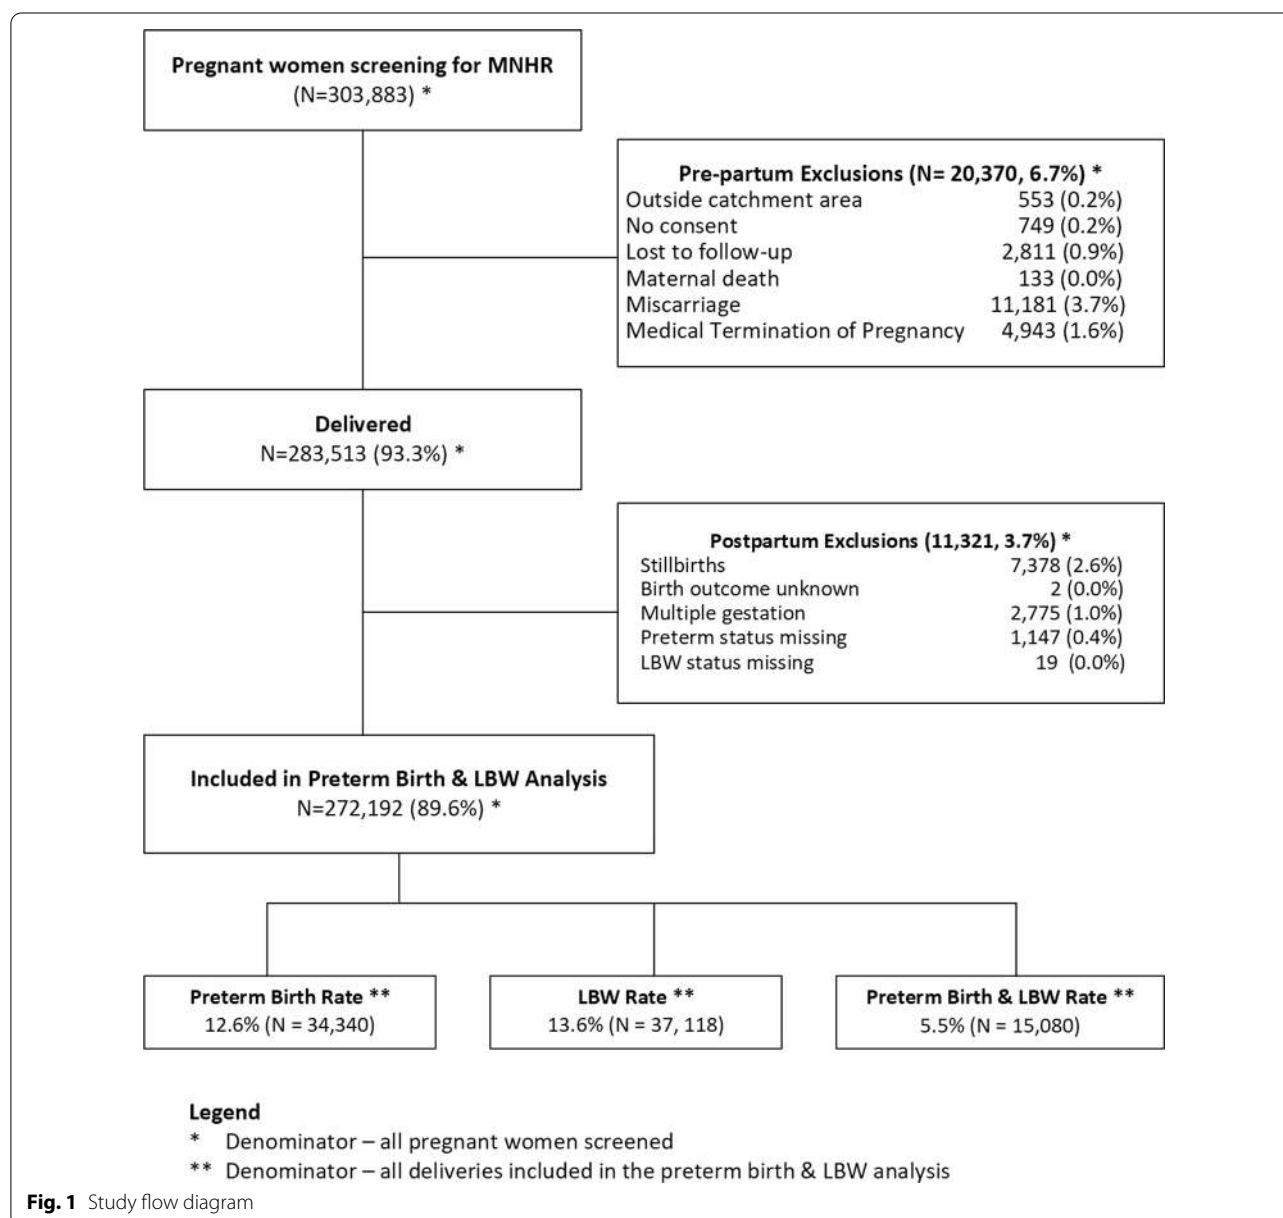 Pregnant women screening for MNHR
(N=303,883) *
Pre-partum Exclusions (N= 20,370, 6.7%) *
Outside catchment area 553 (0.2%)
No consent 749 (0.2%)
Lost to follow-up 2,811 (0.9%)
Maternal death 133 (0.0%)
Miscarriage 11,181 (3.7%)
Medical Termination of Pregnancy 4,943 (1.6%)
Delivered
N=283,513 (93.3%) *
Postpartum Exclusions (11,321, 3.7%) *
Stillbirths 7,378 (2.6%)
Birth outcome unknown 2 (0.0%)
Multiple gestation 2,775 (1.0%)
Preterm status missing 1,147 (0.4%)
LBW status missing 19 (0.0%)
Included in Preterm Birth & LBW Analysis
N=272,192 (89.6%) *
Preterm Birth Rate **
12.6% (N = 34,340)
LBW Rate **
13.6% (N = 37, 118)
Preterm Birth & LBW Rate **
5.5% (N = 15,080)
Legend
* Denominator – all pregnant women screened
** Denominator – all deliveries included in the preterm birth & LBW analysis
Fig. 1 Study flow diagram